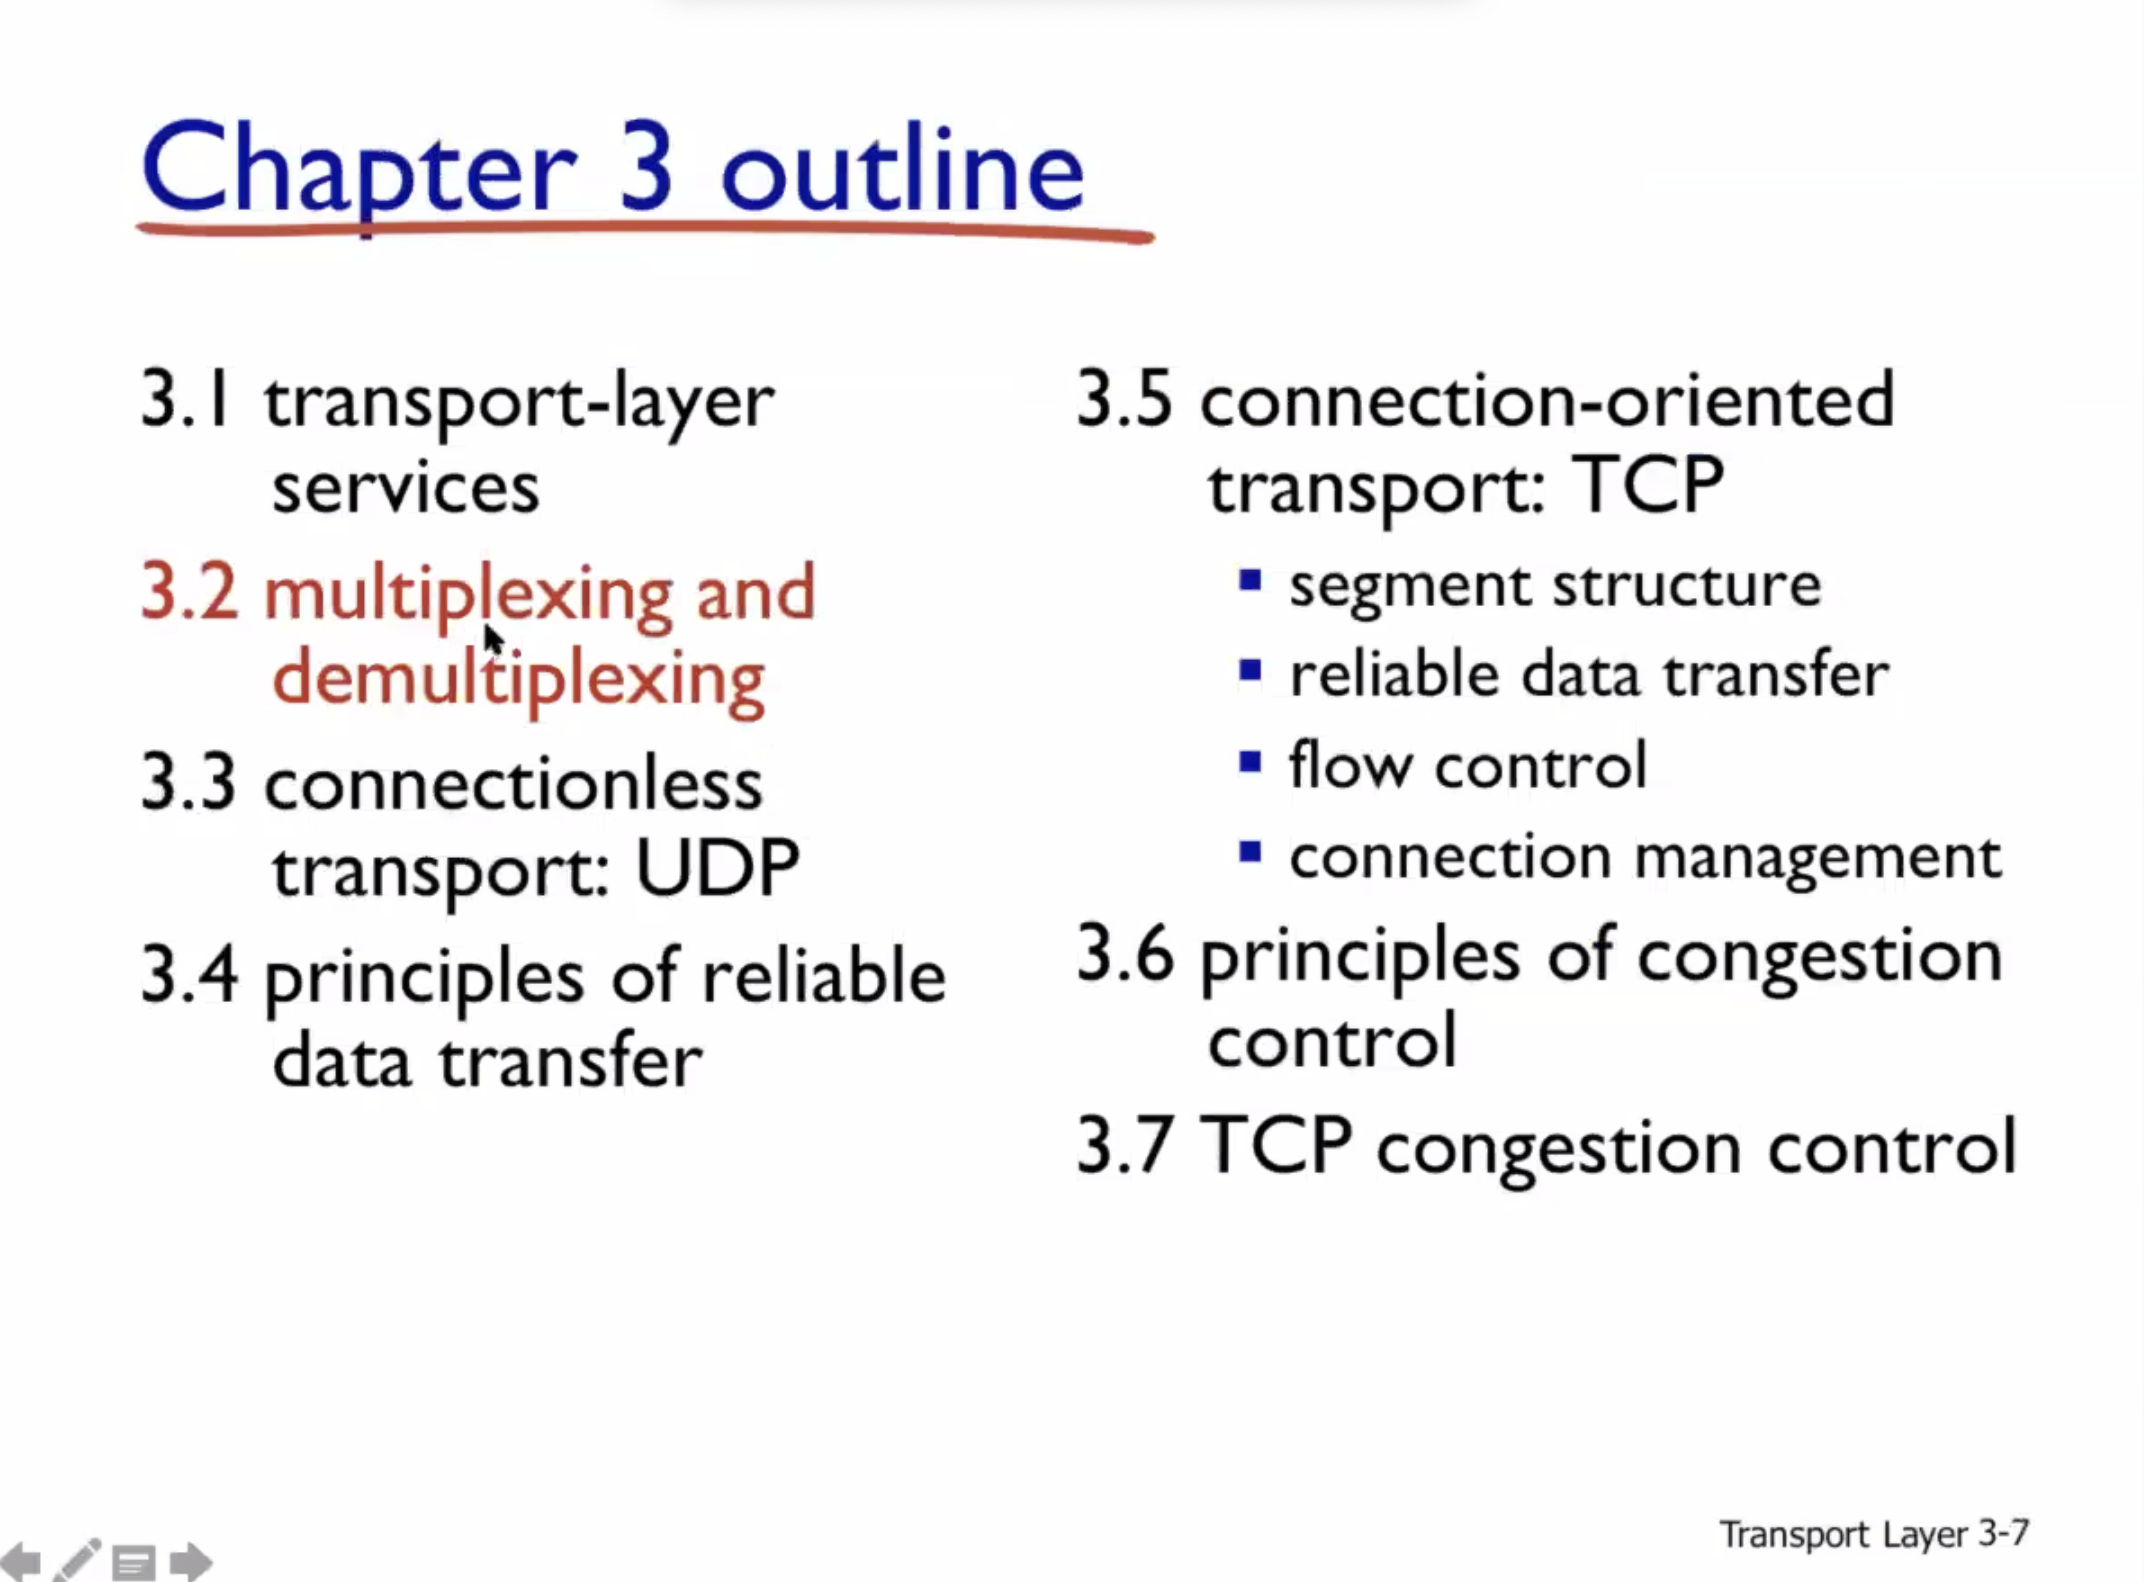 Chapter 3 outline
3.1 transport-layer
services
3.2 multiplexing and
demultiplexing
3.3 connectionless
transport: UDP
3.4 principles of reliable
data transfer
3.5 connection-oriented
transport: TCP
segment structure
reliable data transfer
flow control
connection management
3.6 principles of congestion
control
3.7 TCP congestion control
Transport Layer 3-7